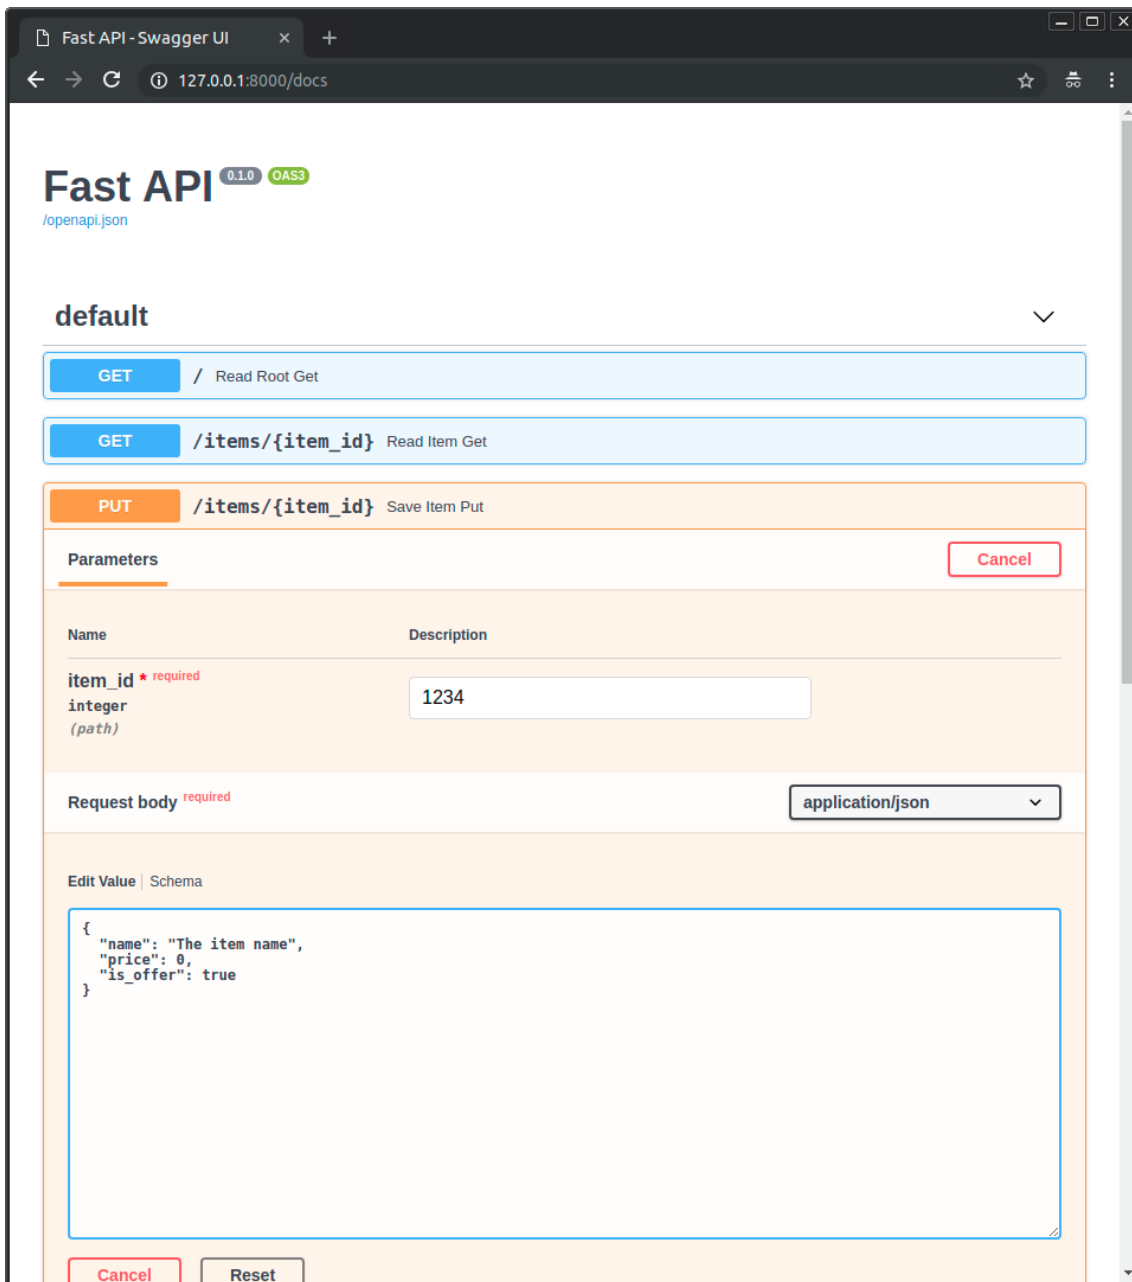 Fast API - Swagger UI
127.0.0.1:8000/docs
Fast API 0.1.0 OAS3
/openapi.json
default
GET / Read Root Get
GET /items/{item_id} Read Item Get
PUT /items/{item_id} Save Item Put
Parameters Cancel
Name Description
item_id * required 1234
integer
(path)
Request body required application/json
Edit Value Schema
{
"name": "The item name",
"price": 0,
"is_offer": true
}
Cancel Reset